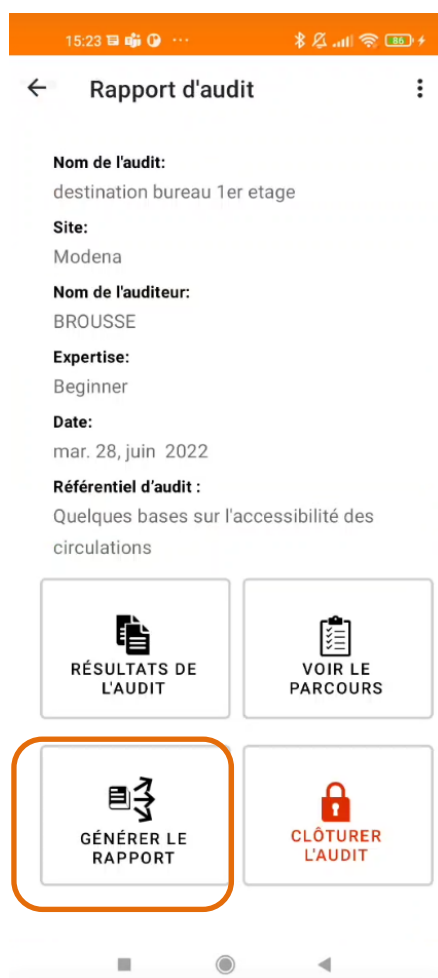 15:23
86
Rapport d'audit
Nom de l'audit:
destination bureau 1er etage
Site:
Modena
Nom de l'auditeur:
BROUSSE
Expertise:
Beginner
Date:
mar. 28, juin 2022
Référentiel d'audit :
Quelques bases sur l'accessibilité des
circulations
RÉSULTATS DE
L'AUDIT
VOIR LE
PARCOURS
GÉNÉRER LE
RAPPORT
CLÔTURER
L'AUDIT